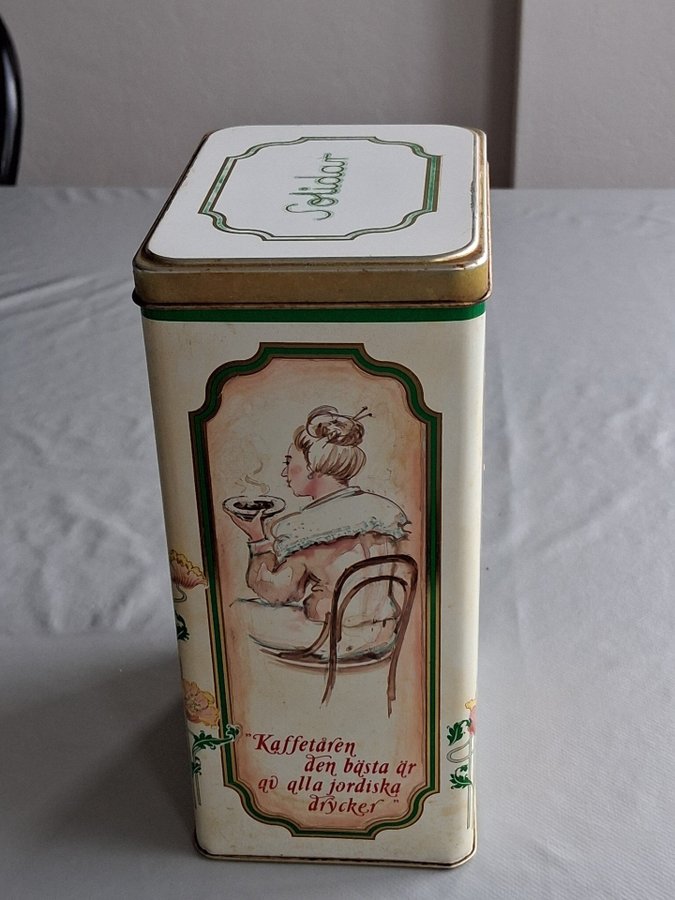 Solidar
"Kaffetåren
den bästa är
av alla jordiska
drycker"